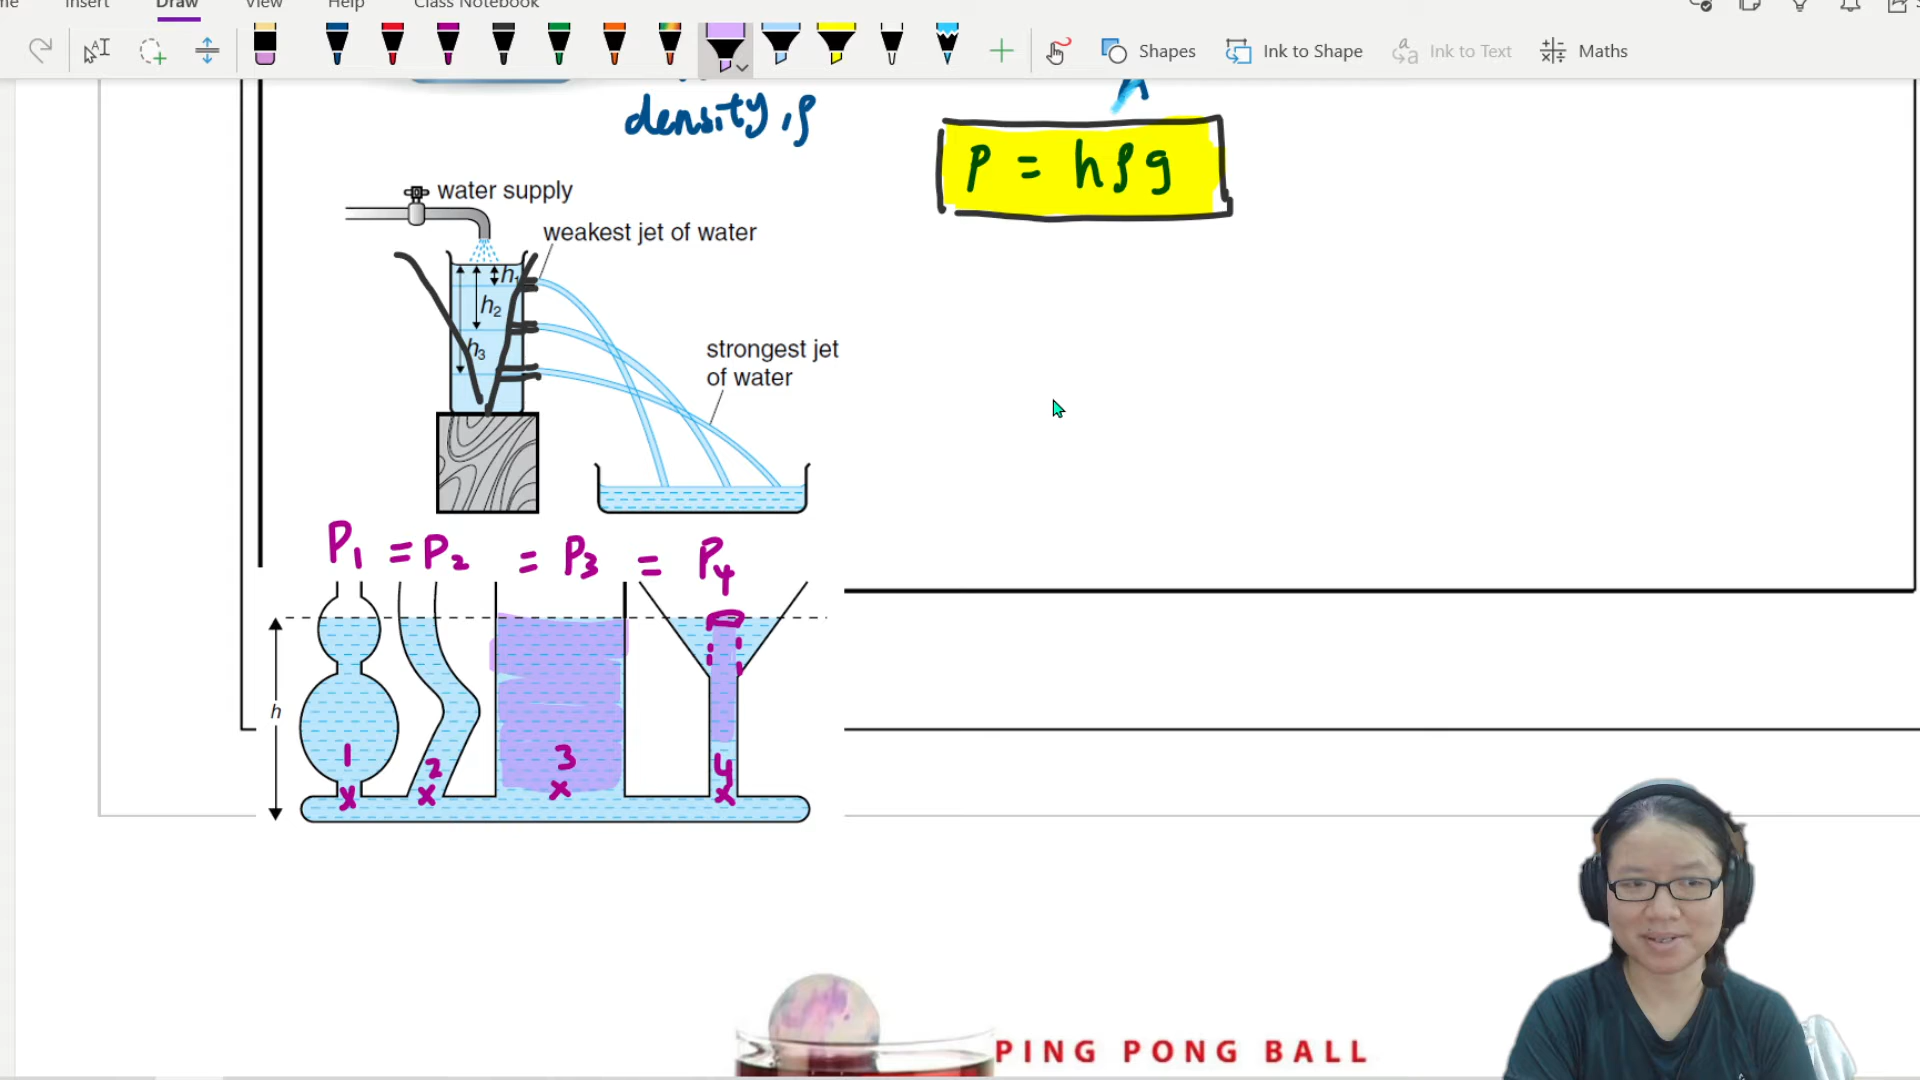 Insert Draw View Help Class Notebook
Shapes Ink to Shape Ink to Text Maths
density, ρ
P = hρg
water supply
weakest jet of water
h₁
h₂
h₃
strongest jet
of water
P₁ = P₂ = P₃ = P₄
h
1 2 3 4
x x x x
PING PONG BALL